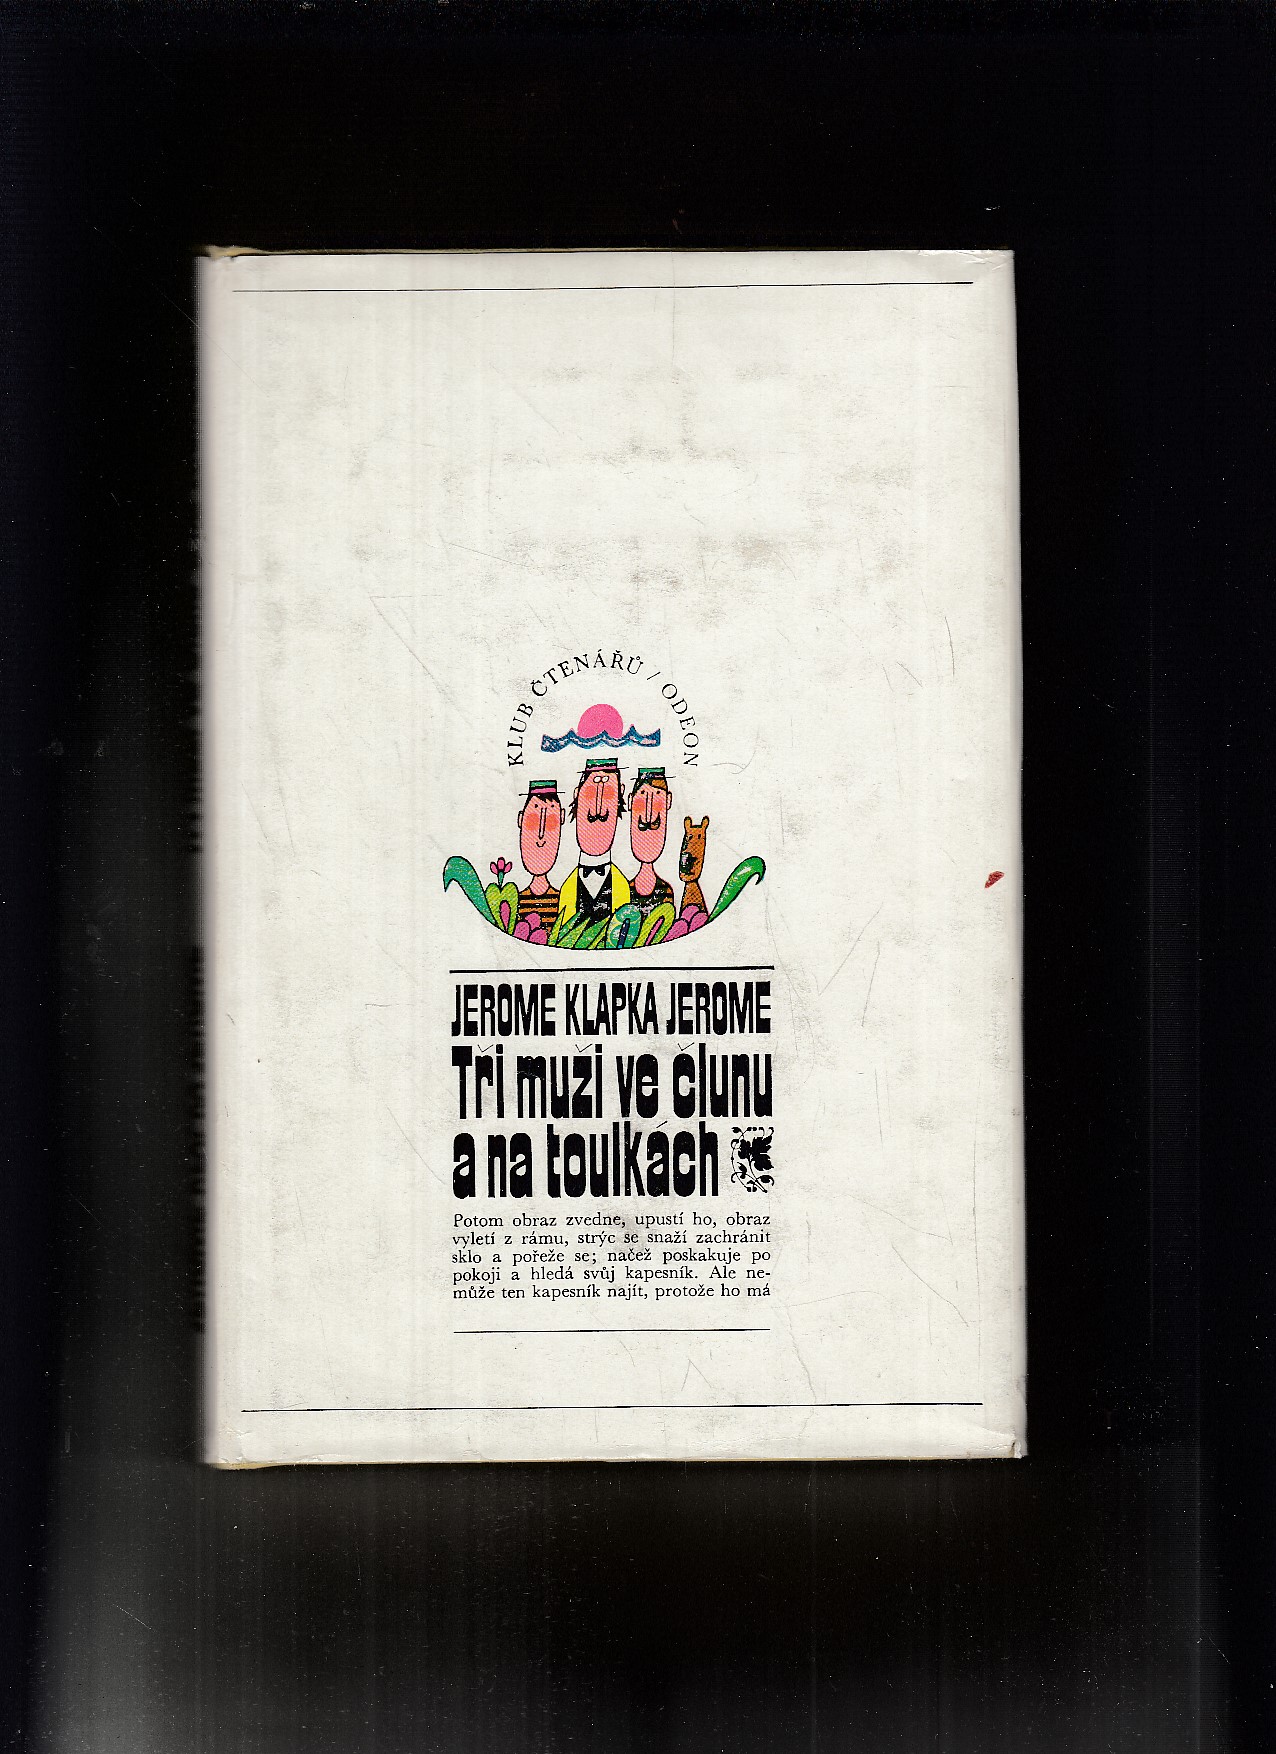 KLUB ČTENÁŘŮ / ODEON
JEROME KLAPKA JEROME
Tři muži ve člunu
a na toulkách
Potom obraz zvedne, upustí ho, obraz
vyletí z rámu, strýc se snaží zachránit
sklo a pořeže se; načež poskakuje po
pokoji a hledá svůj kapesník. Ale ne-
může ten kapesník najít, protože ho má